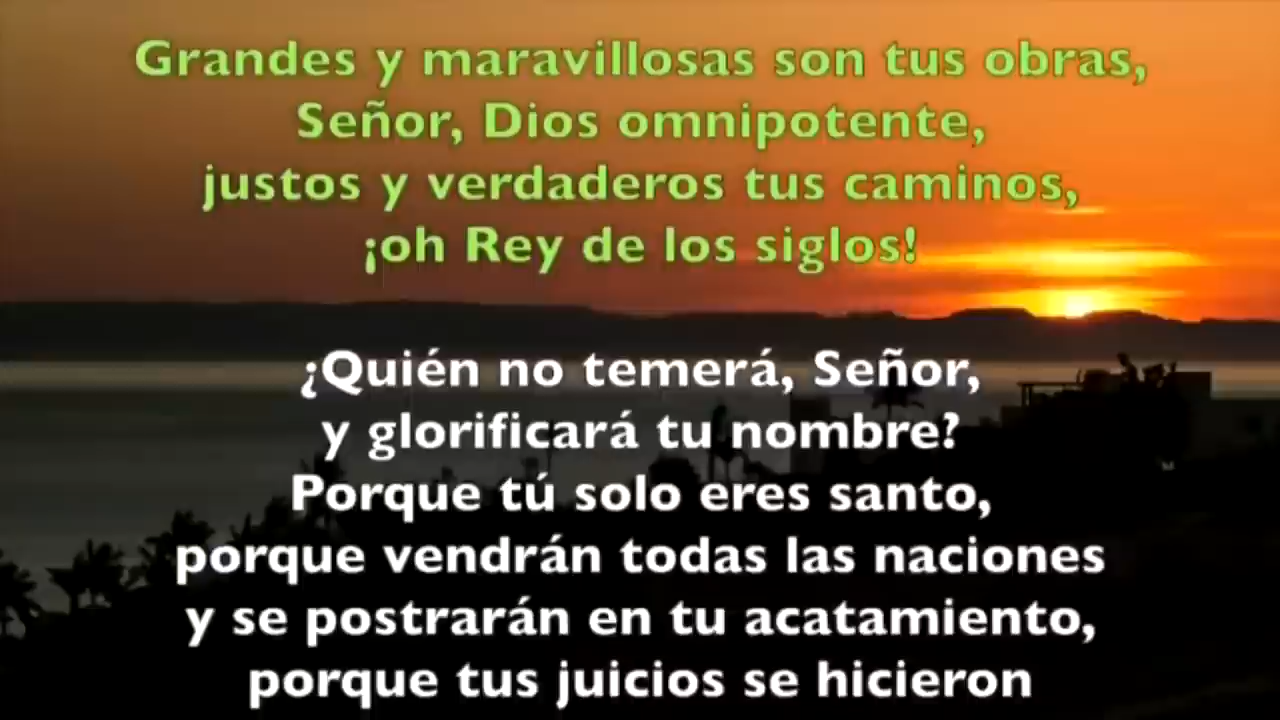 Grandes y maravillosas son tus obras,
Señor, Dios omnipotente,
justos y verdaderos tus caminos,
¡oh Rey de los siglos!
¿Quién no temerá, Señor,
y glorificará tu nombre?
Porque tú solo eres santo,
porque vendrán todas las naciones
y se postrarán en tu acatamiento,
porque tus juicios se hicieron